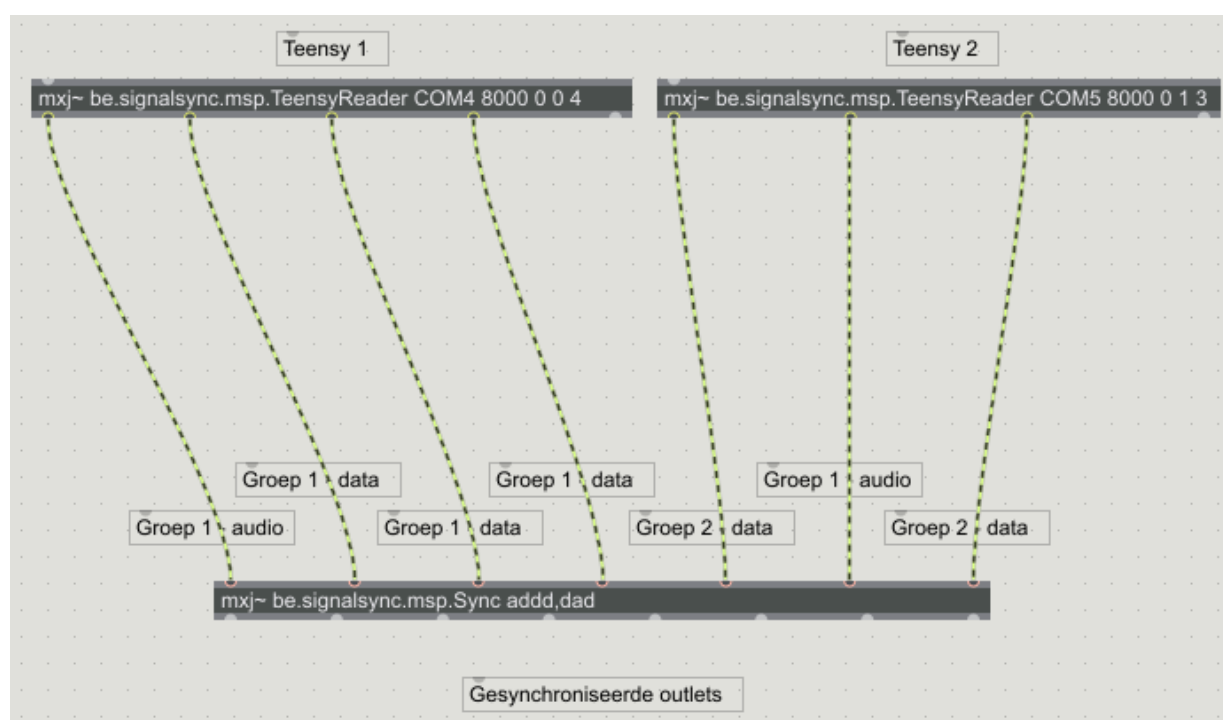 Teensy 1
Teensy 2
mxj~ be.signalsync.msp.TeensyReader COM4 8000 0 0 4
mxj~ be.signalsync.msp.TeensyReader COM5 8000 0 1 3
Groep 1 - data
Groep 1 - data
Groep 1 - audio
Groep 1 - audio
Groep 1 - data
Groep 2 - data
Groep 2 - data
mxj~ be.signalsync.msp.Sync addd,dad
Gesynchroniseerde outlets